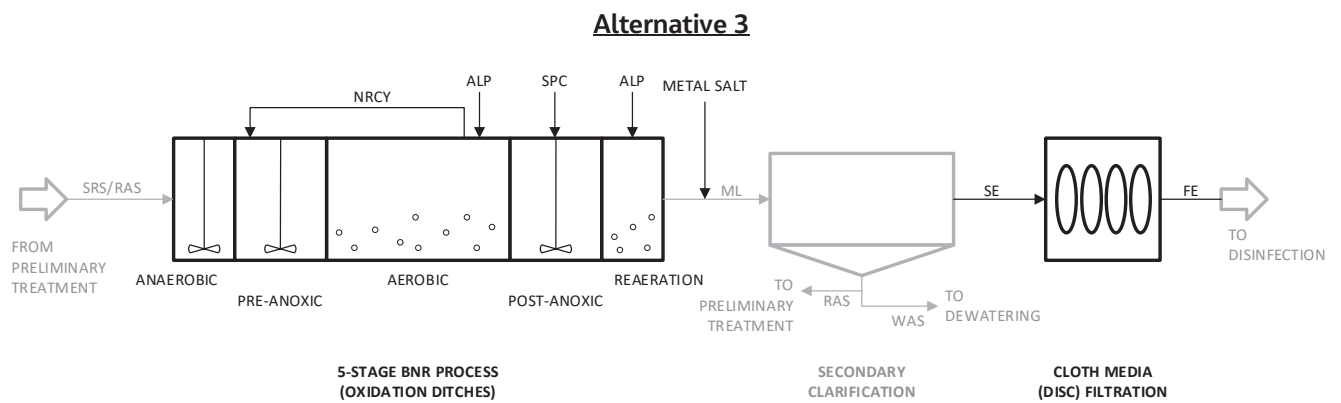 Alternative 3
ALP
SPC
ALP
METAL SALT
NRCY
SRS/RAS
ML
SE
FE
FROM
PRELIMINARY
TREATMENT
TO
DISINFECTION
ANAEROBIC
AEROBIC
REAERATION
PRE-ANOXIC
POST-ANOXIC
TO
PRELIMINARY
TREATMENT
RAS
WAS
TO
DEWATERING
5-STAGE BNR PROCESS
(OXIDATION DITCHES)
SECONDARY
CLARIFICATION
CLOTH MEDIA
(DISC) FILTRATION